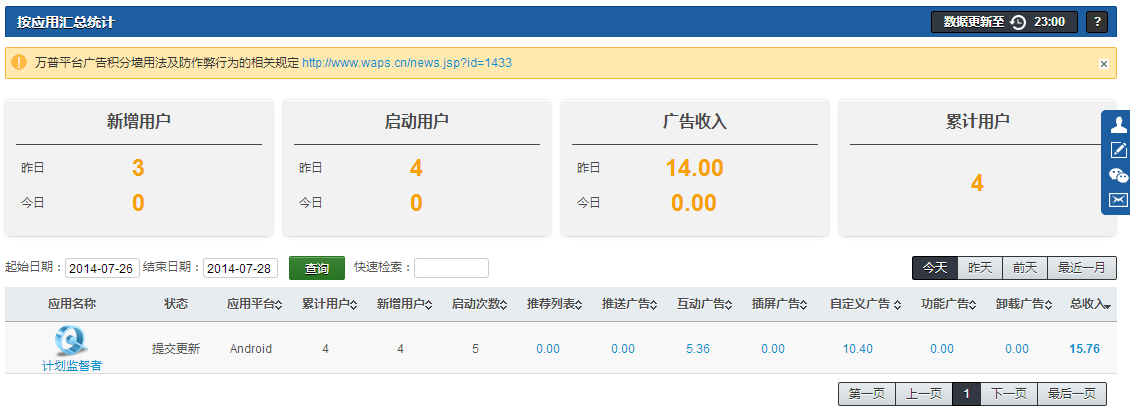 按应用汇总统计 数据更新至 23:00 ?
万普平台广告积分墙用法及防作弊行为的相关规定 http://www.waps.cn/news.jsp?id=1433 ×
新增用户 启动用户 广告收入 累计用户
昨日 3 昨日 4 昨日 14.00 4
今日 0 今日 0 今日 0.00
起始日期：2014-07-26 结束日期：2014-07-28 查询 快速检索： 今天 昨天 前天 最近一月
应用名称 状态 应用平台 累计用户 新增用户 启动次数 推荐列表 推送广告 互动广告 插屏广告 自定义广告 功能广告 卸载广告 总收入
提交更新 Android 4 4 5 0.00 0.00 5.36 0.00 10.40 0.00 0.00 15.76
计划监督者
第一页 上一页 1 下一页 最后一页